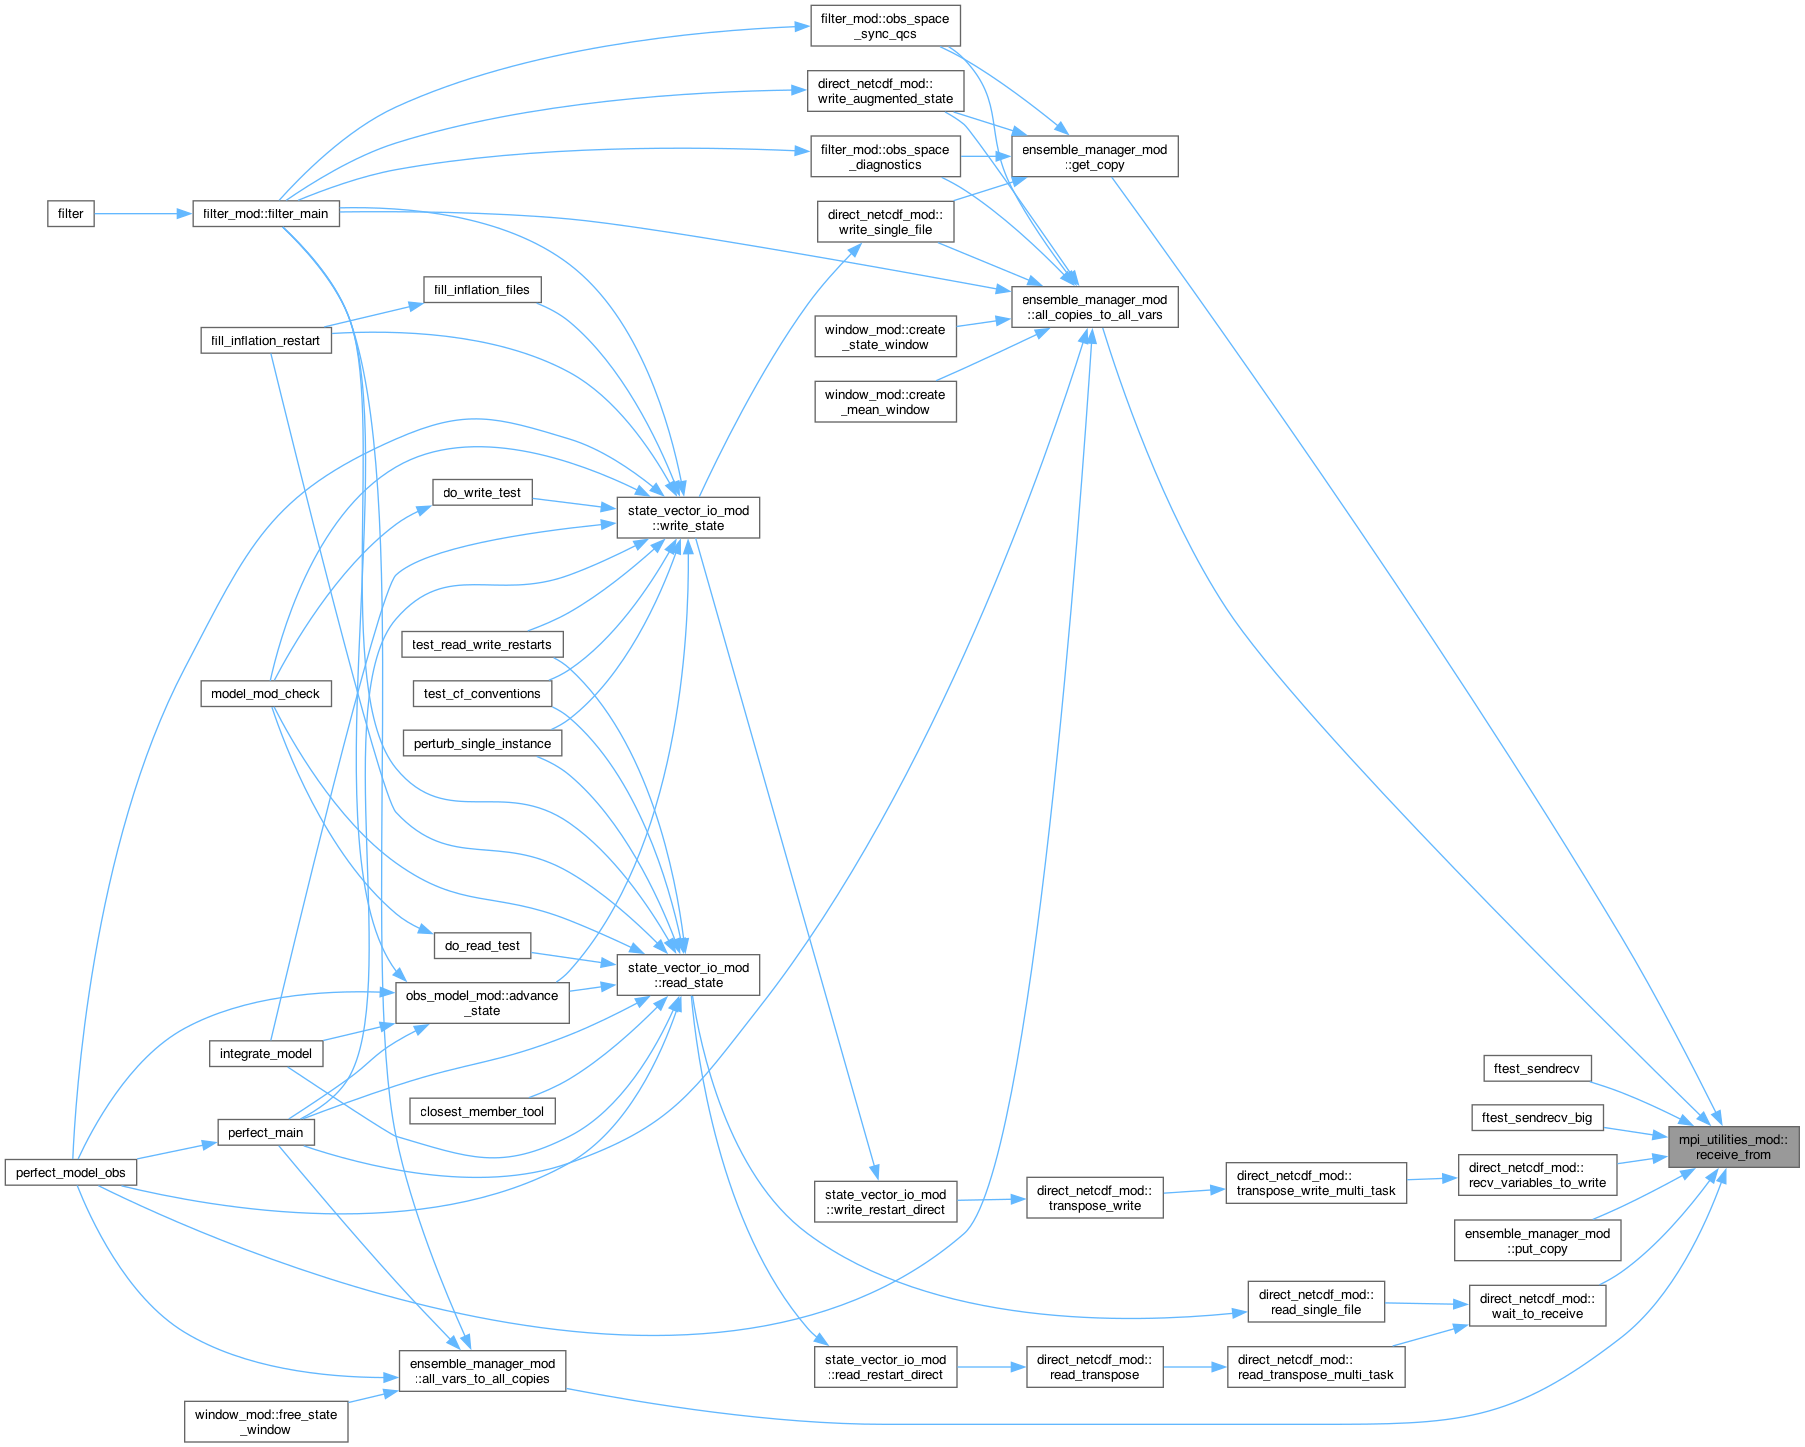 filter_mod::obs_space
_sync_qcs
direct_netcdf_mod::
write_augmented_state
filter_mod::obs_space
_diagnostics
ensemble_manager_mod
::get_copy
filter
filter_mod::filter_main
direct_netcdf_mod::
write_single_file
fill_inflation_files
ensemble_manager_mod
::all_copies_to_all_vars
fill_inflation_restart
window_mod::create
_state_window
window_mod::create
_mean_window
do_write_test
state_vector_io_mod
::write_state
test_read_write_restarts
model_mod_check
test_cf_conventions
perturb_single_instance
do_read_test
state_vector_io_mod
::read_state
obs_model_mod::advance
_state
integrate_model
ftest_sendrecv
closest_member_tool
ftest_sendrecv_big
perfect_main
mpi_utilities_mod::
receive_from
perfect_model_obs
direct_netcdf_mod::
recv_variables_to_write
direct_netcdf_mod::
transpose_write_multi_task
direct_netcdf_mod::
transpose_write
state_vector_io_mod
::write_restart_direct
ensemble_manager_mod
::put_copy
direct_netcdf_mod::
read_single_file
direct_netcdf_mod::
wait_to_receive
ensemble_manager_mod
::all_vars_to_all_copies
state_vector_io_mod
::read_restart_direct
direct_netcdf_mod::
read_transpose
direct_netcdf_mod::
read_transpose_multi_task
window_mod::free_state
_window